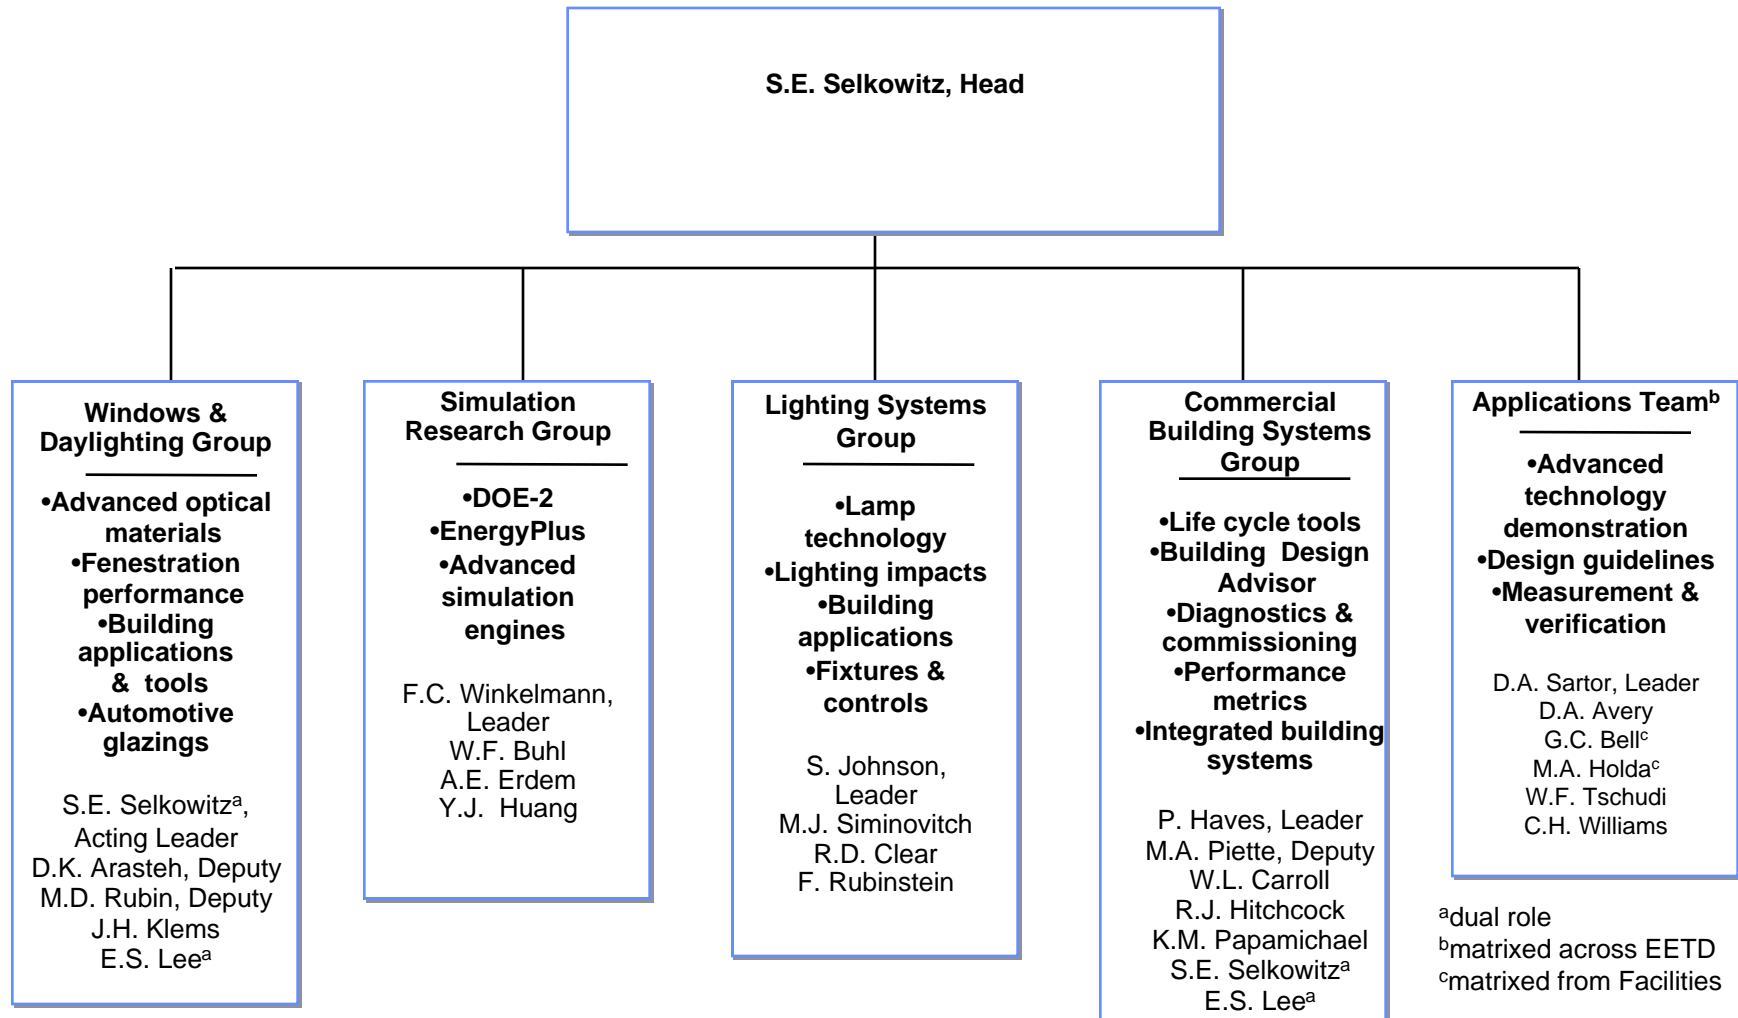 S.E. Selkowitz, Head
Windows &
Daylighting Group
•Advanced optical
materials
•Fenestration
performance
•Building
applications
& tools
•Automotive
glazings
S.E. Selkowitzᵃ,
Acting Leader
D.K. Arasteh, Deputy
M.D. Rubin, Deputy
J.H. Klems
E.S. Leeᵃ
Simulation
Research Group
•DOE-2
•EnergyPlus
•Advanced
simulation
engines
F.C. Winkelmann,
Leader
W.F. Buhl
A.E. Erdem
Y.J. Huang
Lighting Systems
Group
•Lamp
technology
•Lighting impacts
•Building
applications
•Fixtures &
controls
S. Johnson,
Leader
M.J. Siminovitch
R.D. Clear
F. Rubinstein
Commercial
Building Systems
Group
•Life cycle tools
•Building Design
Advisor
•Diagnostics &
commissioning
•Performance
metrics
•Integrated building
systems
P. Haves, Leader
M.A. Piette, Deputy
W.L. Carroll
R.J. Hitchcock
K.M. Papamichael
S.E. Selkowitzᵃ
E.S. Leeᵃ
Applications Teamᵇ
•Advanced
technology
demonstration
•Design guidelines
•Measurement &
verification
D.A. Sartor, Leader
D.A. Avery
G.C. Bellᶜ
M.A. Holdaᶜ
W.F. Tschudi
C.H. Williams
ᵃdual role
ᵇmatrixed across EETD
ᶜmatrixed from Facilities